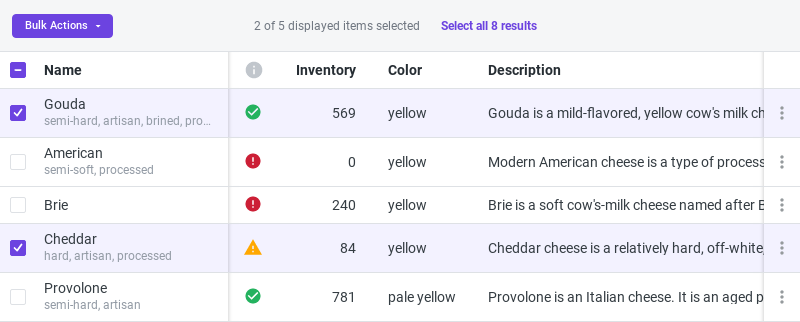 Bulk Actions 2 of 5 displayed items selected Select all 8 results
Name Inventory Color Description
Gouda
semi-hard, artisan, brined, pro...
569 yellow Gouda is a mild-flavored, yellow cow's milk ch
American
semi-soft, processed
0 yellow Modern American cheese is a type of process
Brie 240 yellow Brie is a soft cow's-milk cheese named after B
Cheddar
hard, artisan, processed
84 yellow Cheddar cheese is a relatively hard, off-white,
Provolone
semi-hard, artisan
781 pale yellow Provolone is an Italian cheese. It is an aged p